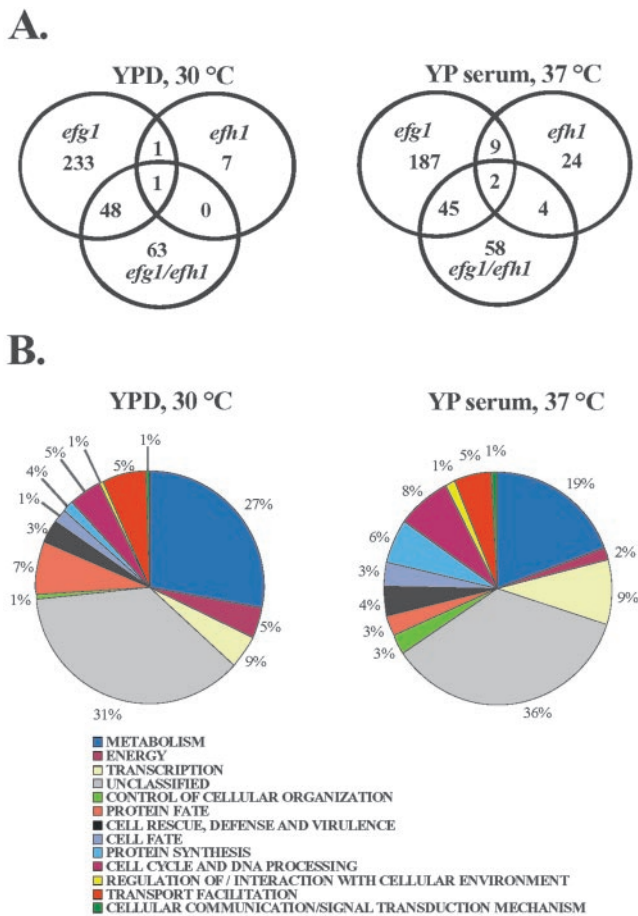 A.
YPD, 30 °C
efg1
233
1
efh1
7
1
48
0
63
efg1/efh1
YP serum, 37 °C
efg1
187
9
efh1
24
2
45
4
58
efg1/efh1
B.
YPD, 30 °C
1%
5%
1%
5%
4%
1%
3%
7%
1%
31%
9%
5%
27%
YP serum, 37 °C
1%
5%
1%
8%
6%
3%
4%
3%
3%
36%
9%
2%
19%
METABOLISM
ENERGY
TRANSCRIPTION
UNCLASSIFIED
CONTROL OF CELLULAR ORGANIZATION
PROTEIN FATE
CELL RESCUE, DEFENSE AND VIRULENCE
CELL FATE
PROTEIN SYNTHESIS
CELL CYCLE AND DNA PROCESSING
REGULATION OF / INTERACTION WITH CELLULAR ENVIRONMENT
TRANSPORT FACILITATION
CELLULAR COMMUNICATION/SIGNAL TRANSDUCTION MECHANISM